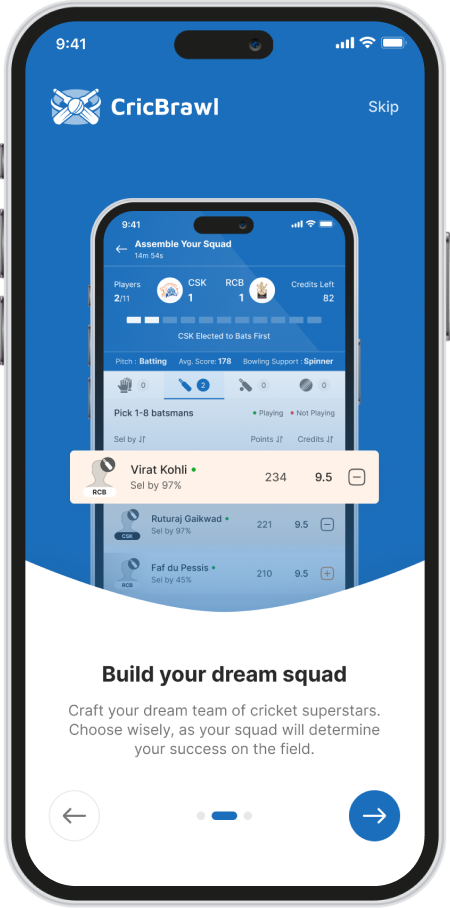 9:41
CricBrawl
Skip
9:41
Assemble Your Squad
14m 54s
Players
2/11
CSK
1
RCB
1
Credits Left
82
CSK Elected to Bats First
Pitch : Batting
Avg. Score: 178
Bowling Support : Spinner
0
2
0
0
Pick 1-8 batsmans
Playing
Not Playing
Sel by
Points
Credits
Virat Kohli
Sel by 97%
RCB
234
9.5
Ruturaj Gaikwad
Sel by 97%
CSK
221
9.5
Faf du Pessis
Sel by 45%
RCB
210
9.5
Build your dream squad
Craft your dream team of cricket superstars.
Choose wisely, as your squad will determine
your success on the field.